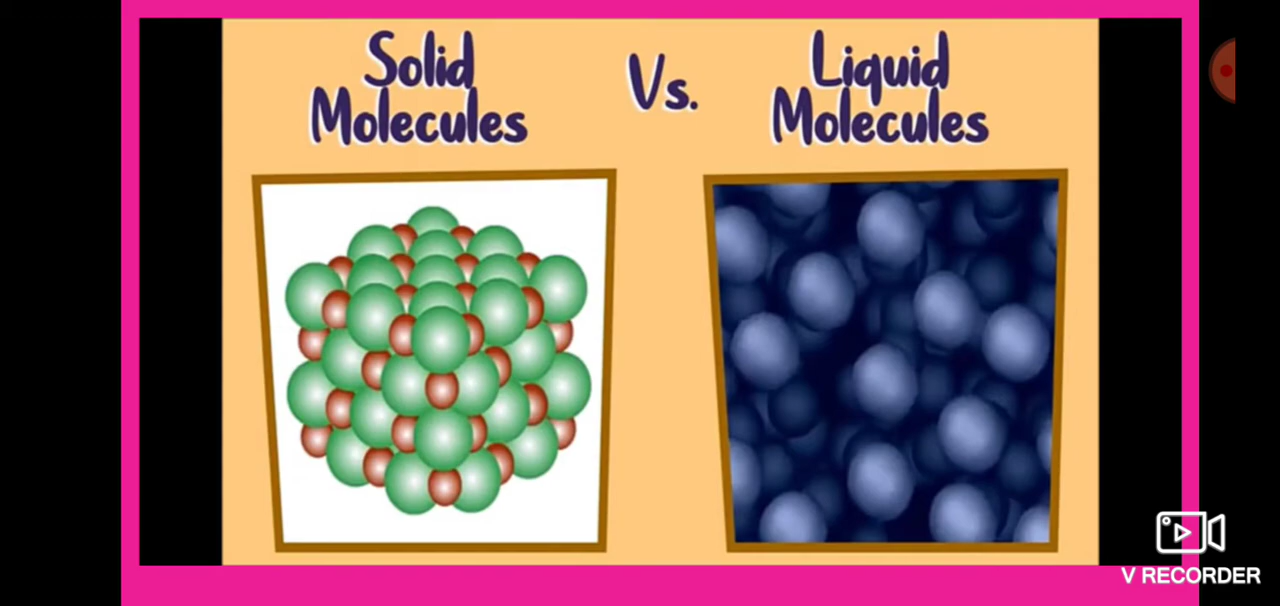 Solid
Molecules
Vs.
Liquid
Molecules
V RECORDER